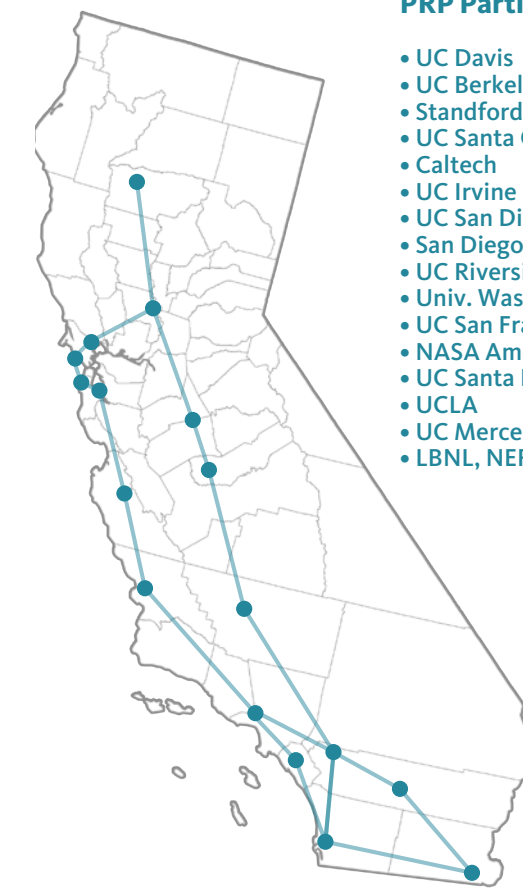 PRP Parti
• UC Davis
• UC Berkel
• Standford
• UC Santa
• Caltech
• UC Irvine
• UC San Di
• San Diego
• UC Riversi
• Univ. Was
• UC San Fra
• NASA Am
• UC Santa
• UCLA
• UC Merce
• LBNL, NE